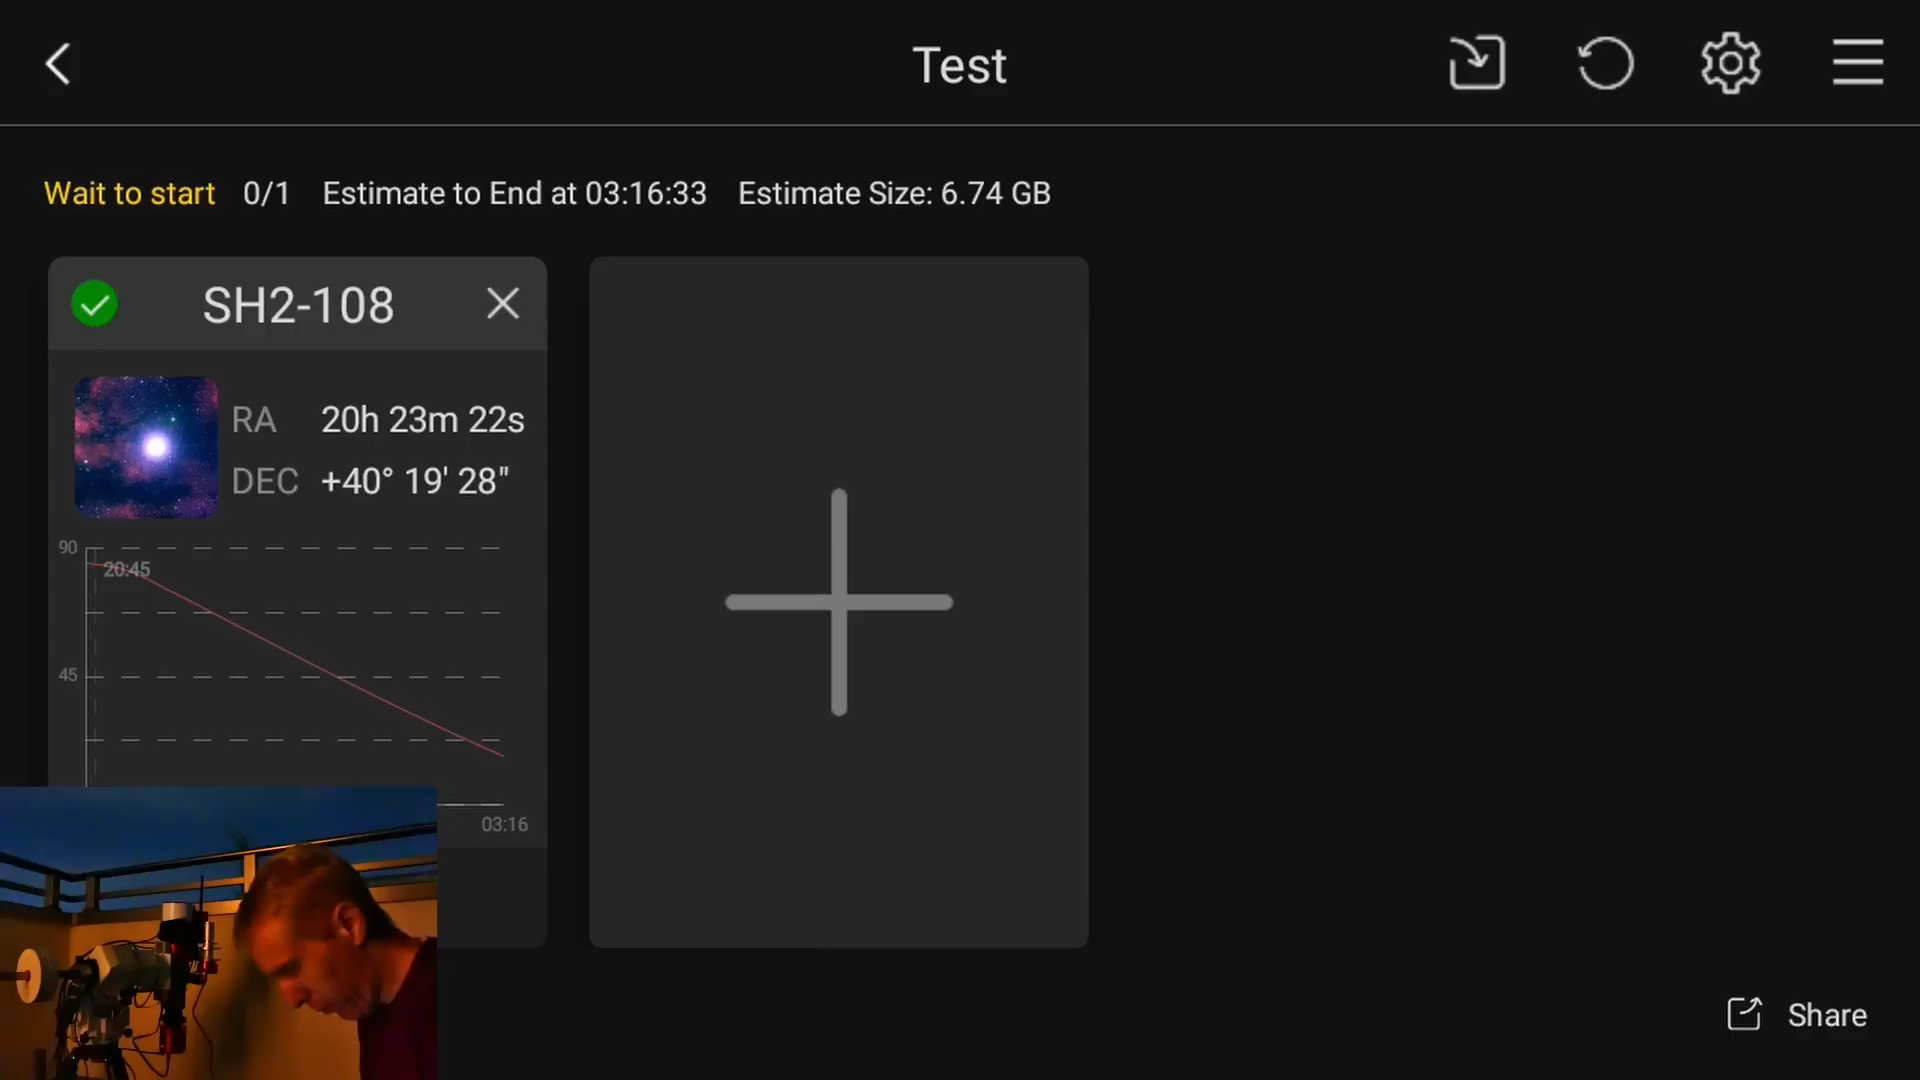 Test
Wait to start 0/1 Estimate to End at 03:16:33 Estimate Size: 6.74 GB
SH2-108
RA 20h 23m 22s
DEC +40° 19' 28"
90
20:45
45
03:16
Share